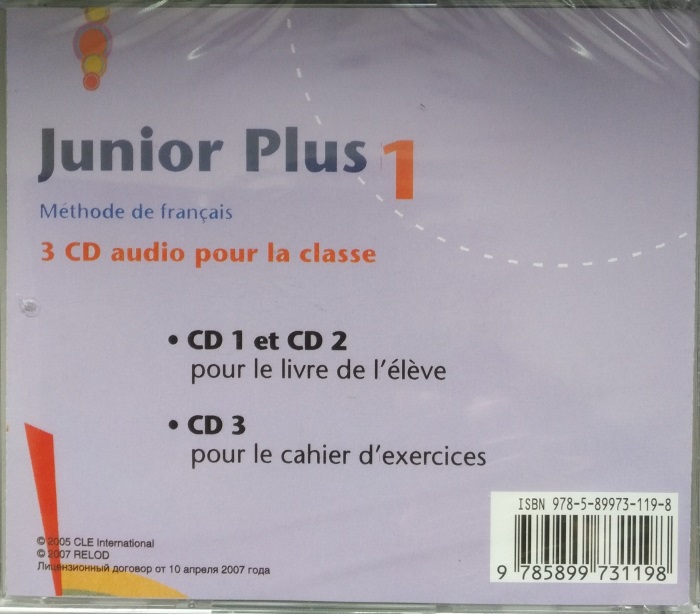 Junior Plus 1
Méthode de français
3 CD audio pour la classe
• CD 1 et CD 2
pour le livre de l'élève
• CD 3
pour le cahier d'exercices
ISBN 978-5-89973-119-8
9 785899 731198
© 2005 CLE International
© 2007 RELOD
Лицензионный договор от 10 апреля 2007 года